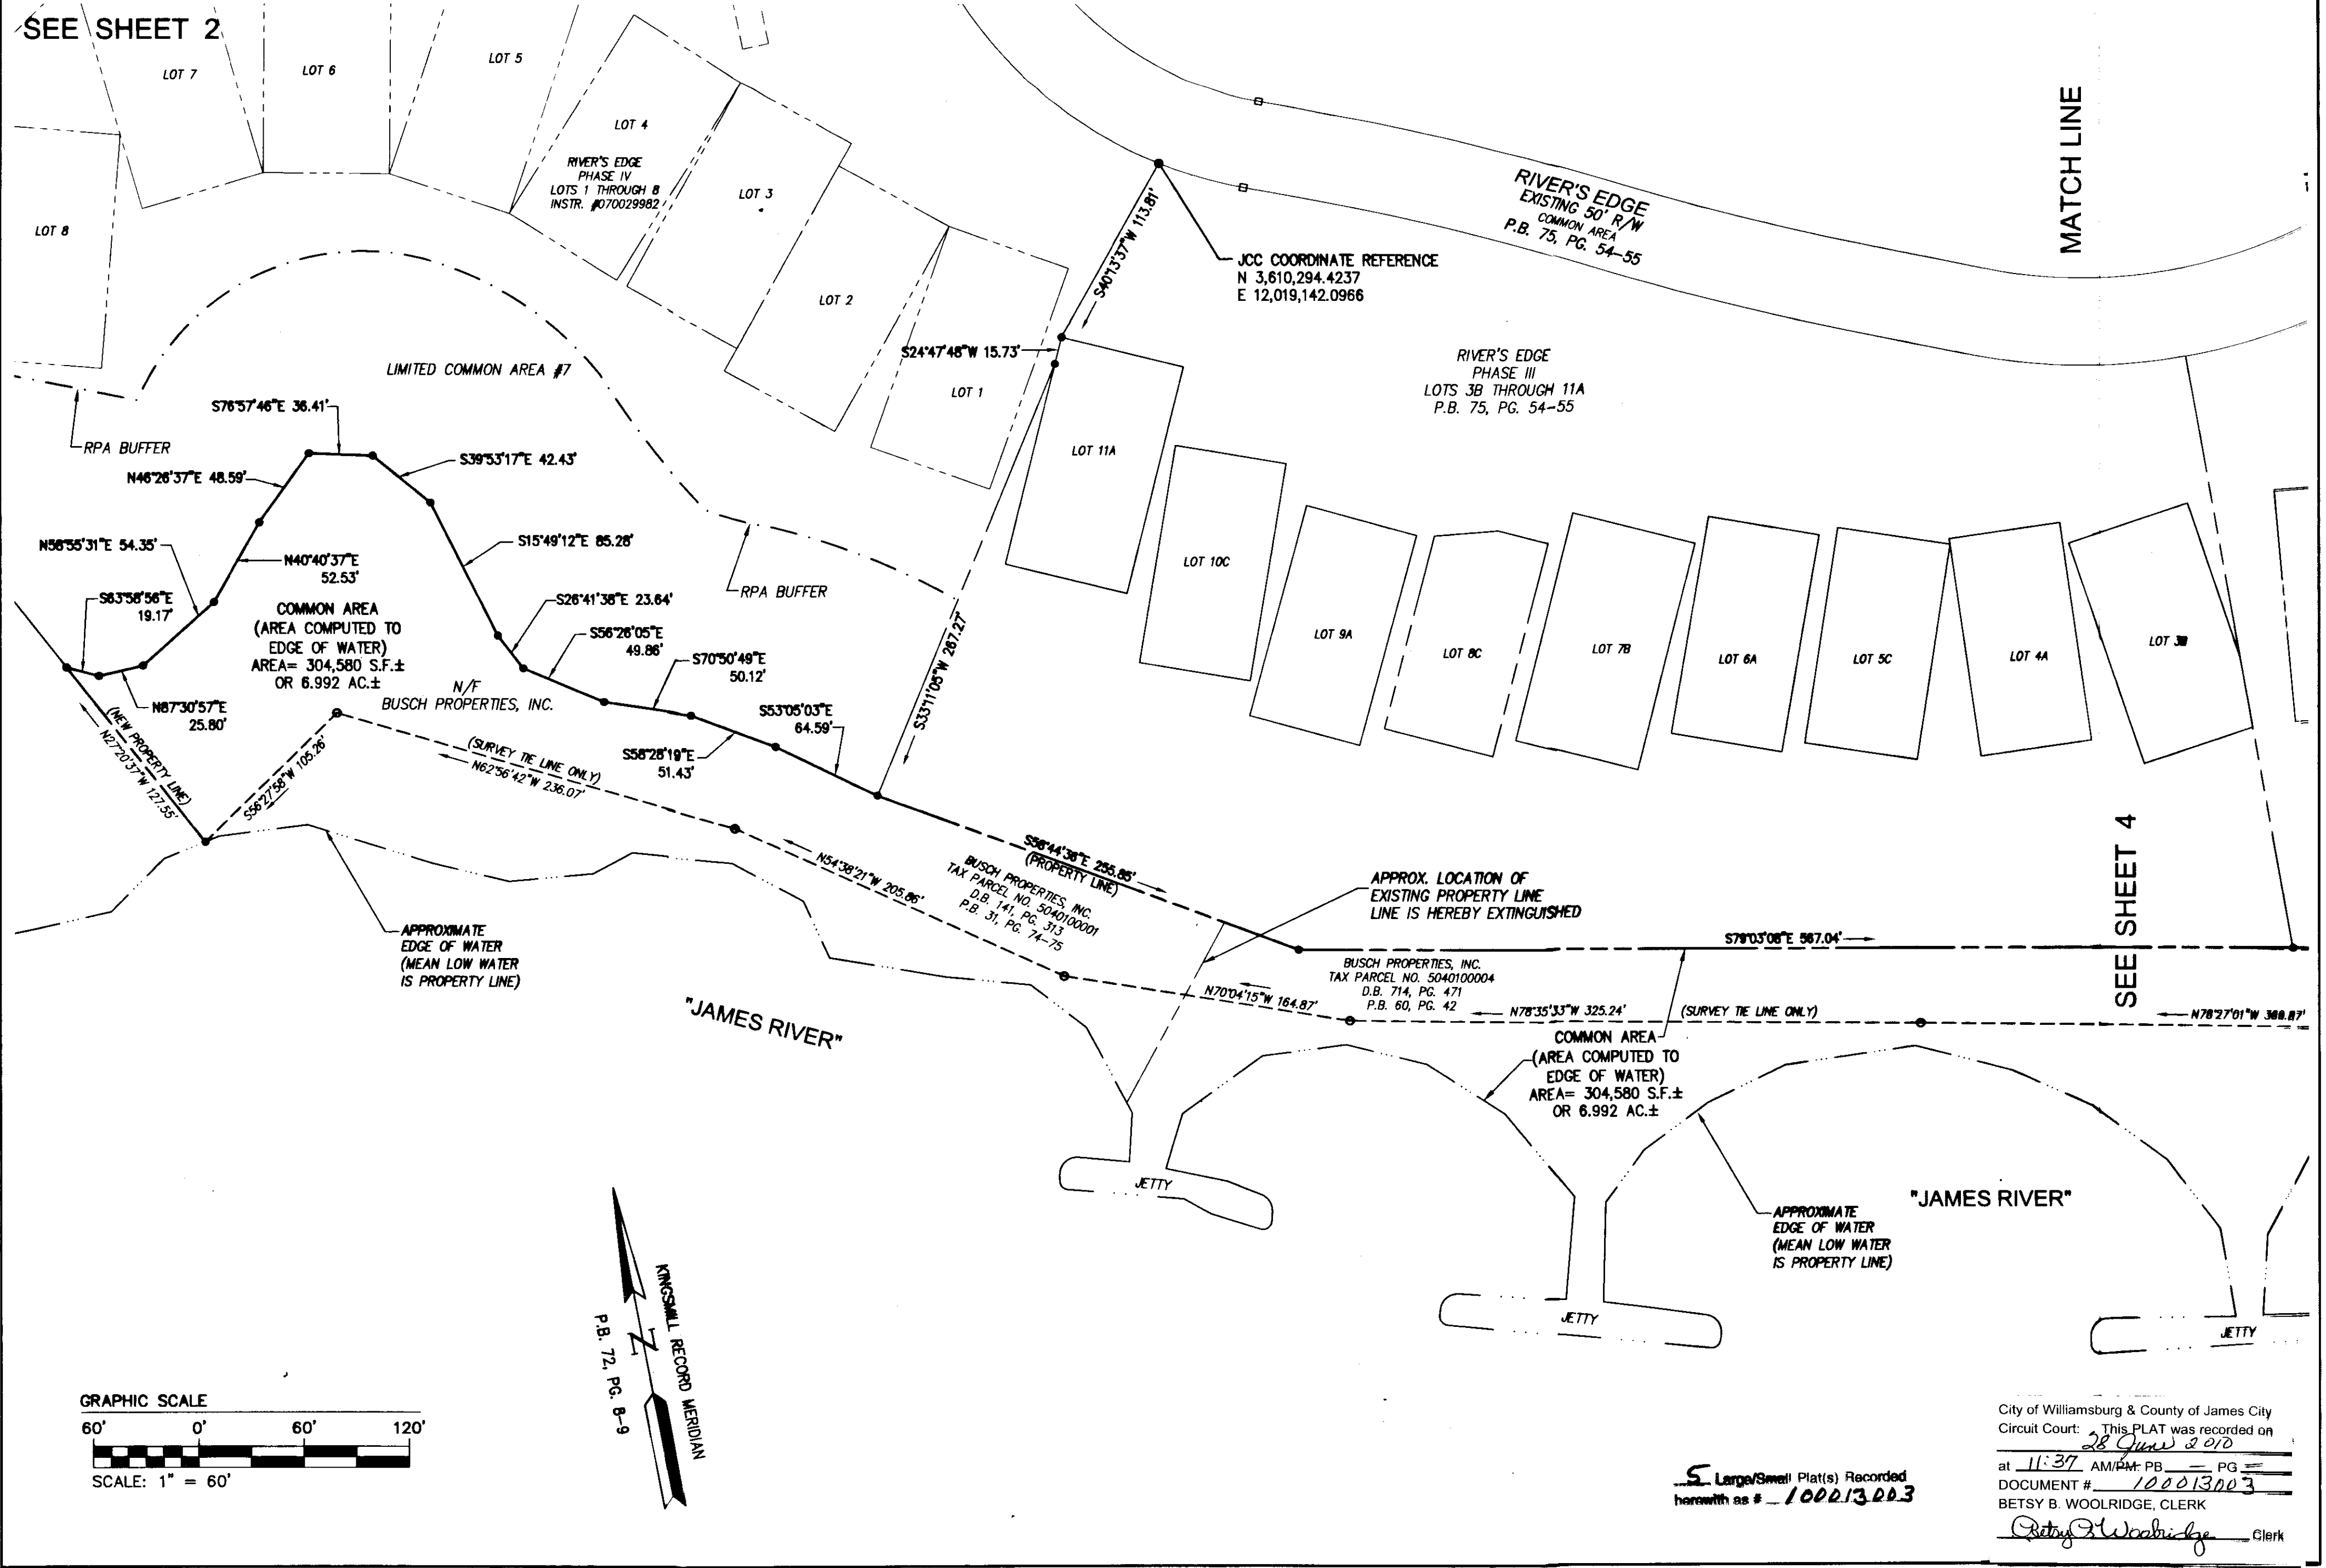 SEE SHEET 2
LOT 7
LOT 6
LOT 5
LOT 4
RIVER'S EDGE
PHASE IV
LOTS 1 THROUGH 8
INSTR. #070029982
LOT 3
LOT 8
LOT 2
LOT 1
LIMITED COMMON AREA #7
RPA BUFFER
RPA BUFFER
S40°13'37"W 113.81'
S24°47'48"W 15.73'
JCC COORDINATE REFERENCE
N 3,610,294.4237
E 12,019,142.0966
RIVER'S EDGE
EXISTING 50' R/W
COMMON AREA
P.B. 75, PG. 54-55
MATCH LINE
RIVER'S EDGE
PHASE III
LOTS 3B THROUGH 11A
P.B. 75, PG. 54-55
LOT 11A
LOT 10C
LOT 9A
LOT 8C
LOT 7B
LOT 6A
LOT 5C
LOT 4A
LOT 3B
S76°57'46"E 36.41'
N46°26'37"E 48.59'
S39°53'17"E 42.43'
N58°55'31"E 54.35'
N40°40'37"E
52.53'
S15°49'12"E 85.28'
S63°58'56"E
19.17'
S26°41'38"E 23.64'
S56°26'05"E
49.86'
S70°50'49"E
50.12'
N87°30'57"E
25.80'
S58°28'19"E
51.43'
S53°05'03"E
64.59'
S33°11'05"W 267.27'
COMMON AREA
(AREA COMPUTED TO
EDGE OF WATER)
AREA= 304,580 S.F.±
OR 6.992 AC.±
N/F
BUSCH PROPERTIES, INC.
(NEW PROPERTY LINE)
N27°20'37"W 127.55'
S56°27'58"W 105.26'
(SURVEY TIE LINE ONLY)
N62°56'42"W 236.07'
N54°38'21"W 205.86'
S58°44'36"E 255.85'
(PROPERTY LINE)
BUSCH PROPERTIES, INC.
TAX PARCEL NO. 5040100001
D.B. 141, PG. 313
P.B. 31, PG. 74-75
APPROX. LOCATION OF
EXISTING PROPERTY LINE
LINE IS HEREBY EXTINGUISHED
S79°03'08"E 567.04'
SEE SHEET 4
BUSCH PROPERTIES, INC.
TAX PARCEL NO. 5040100004
D.B. 714, PG. 471
P.B. 60, PG. 42
N70°04'15"W 164.87'
N78°35'33"W 325.24'
(SURVEY TIE LINE ONLY)
N78°27'01"W
APPROXIMATE
EDGE OF WATER
(MEAN LOW WATER
IS PROPERTY LINE)
"JAMES RIVER"
COMMON AREA
(AREA COMPUTED TO
EDGE OF WATER)
AREA= 304,580 S.F.±
OR 6.992 AC.±
JETTY
JETTY
JETTY
APPROXIMATE
EDGE OF WATER
(MEAN LOW WATER
IS PROPERTY LINE)
"JAMES RIVER"
N
KINGSMILL RECORD MERIDIAN
P.B. 72, PG. 8-9
GRAPHIC SCALE
60' 0' 60' 120'
SCALE: 1" = 60'
5 Large/Small Plat(s) Recorded
herewith as # 100013003
City of Williamsburg & County of James City
Circuit Court: This PLAT was recorded on
28 June 2010
at 11:37 AM/PM. PB — PG =
DOCUMENT # 100013003
BETSY B. WOOLRIDGE, CLERK
Betsy B Woolridge Clerk